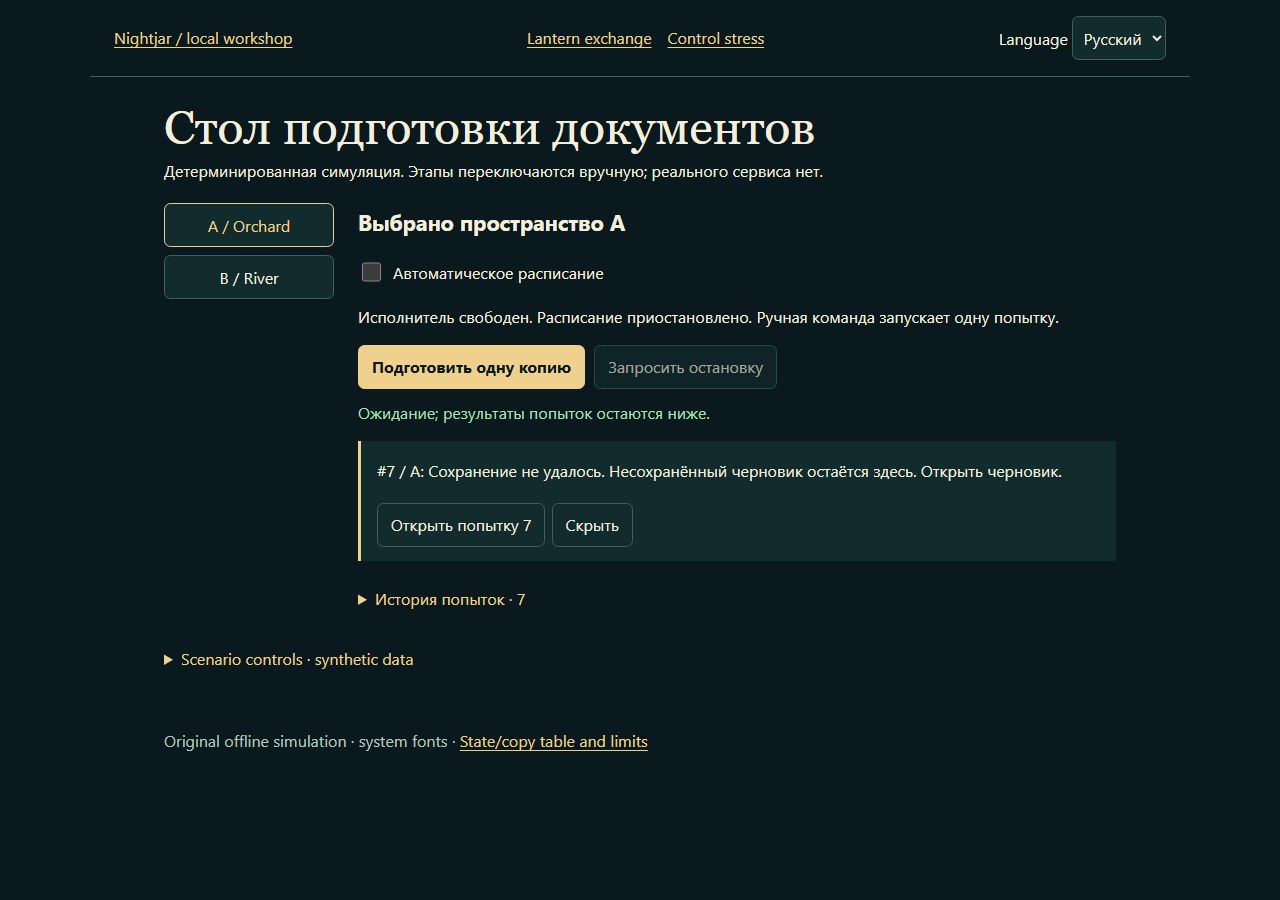 Nightjar / local workshop
Lantern exchange
Control stress
Language
Русский
Стол подготовки документов
Детерминированная симуляция. Этапы переключаются вручную; реального сервиса нет.
A / Orchard
B / River
Выбрано пространство A
Автоматическое расписание
Исполнитель свободен. Расписание приостановлено. Ручная команда запускает одну попытку.
Подготовить одну копию
Запросить остановку
Ожидание; результаты попыток остаются ниже.
#7 / A: Сохранение не удалось. Несохранённый черновик остаётся здесь. Открыть черновик.
Открыть попытку 7
Скрыть
История попыток · 7
Scenario controls · synthetic data
Original offline simulation · system fonts · State/copy table and limits